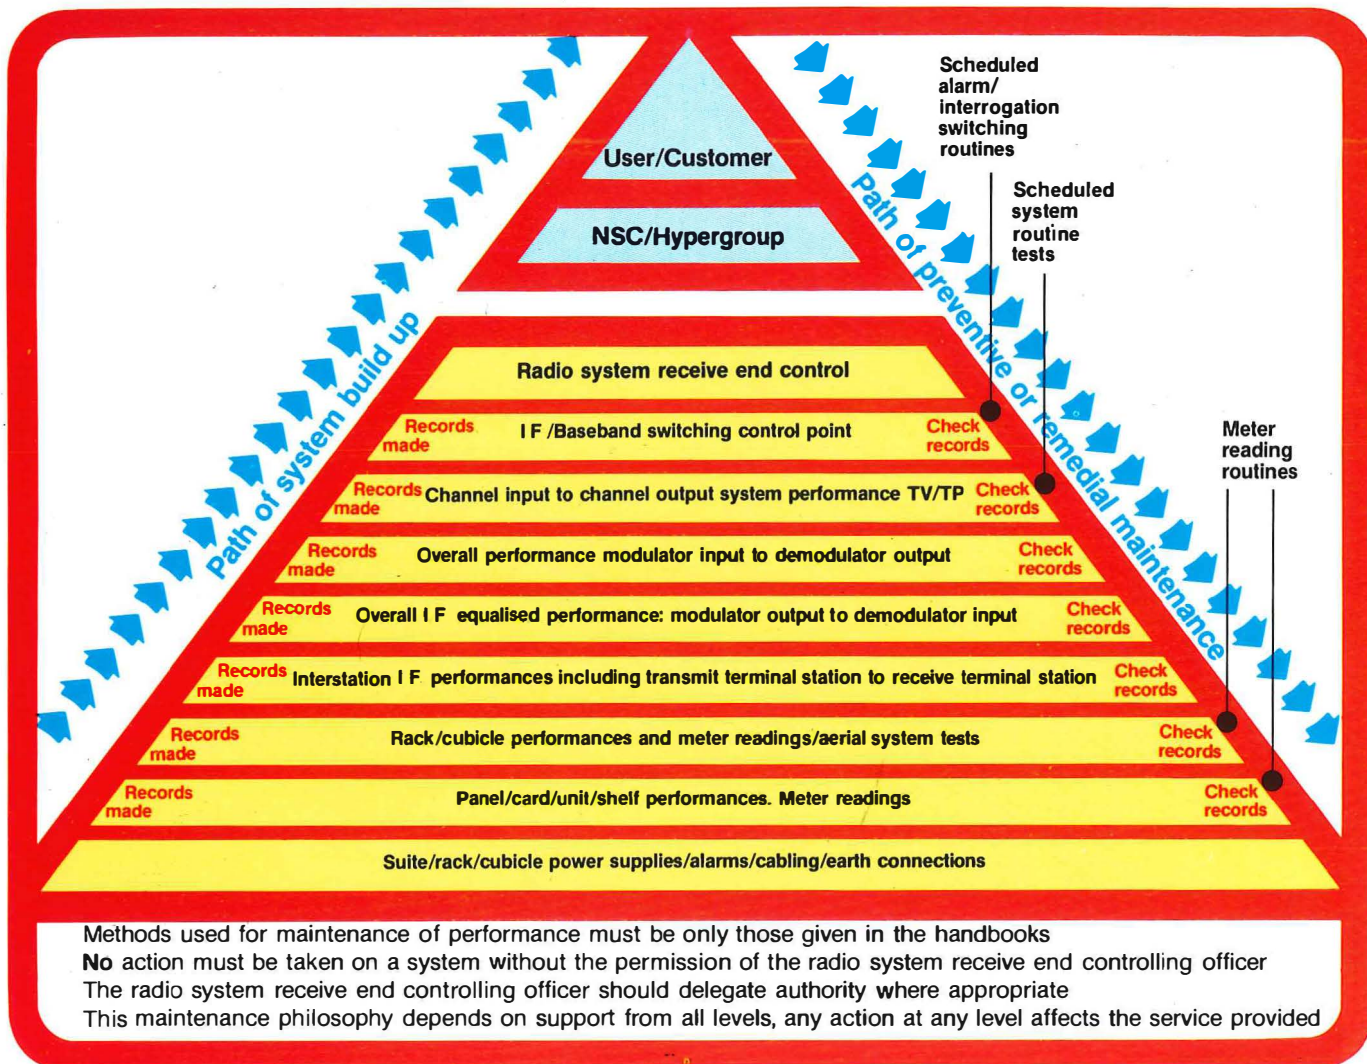 Scheduled
alarm/
interrogation
switching
routines
Scheduled
system
routine
tests
Meter
reading
routines
Path of system build up
Path of preventive or remedial maintenance
User/Customer
NSC/Hypergroup
Radio system receive end control
Records
made
IF/Baseband switching control point
Check
records
Records
made
Channel input to channel output system performance TV/TP
Check
records
Records
made
Overall performance modulator input to demodulator output
Check
records
Records
made
Overall IF equalised performance: modulator output to demodulator input
Check
records
Records
made
Interstation IF performances including transmit terminal station to receive terminal station
Check
records
Records
made
Rack/cubicle performances and meter readings/aerial system tests
Check
records
Records
made
Panel/card/unit/shelf performances. Meter readings
Check
records
Suite/rack/cubicle power supplies/alarms/cabling/earth connections
Methods used for maintenance of performance must be only those given in the handbooks
No action must be taken on a system without the permission of the radio system receive end controlling officer
The radio system receive end controlling officer should delegate authority where appropriate
This maintenance philosophy depends on support from all levels, any action at any level affects the service provided